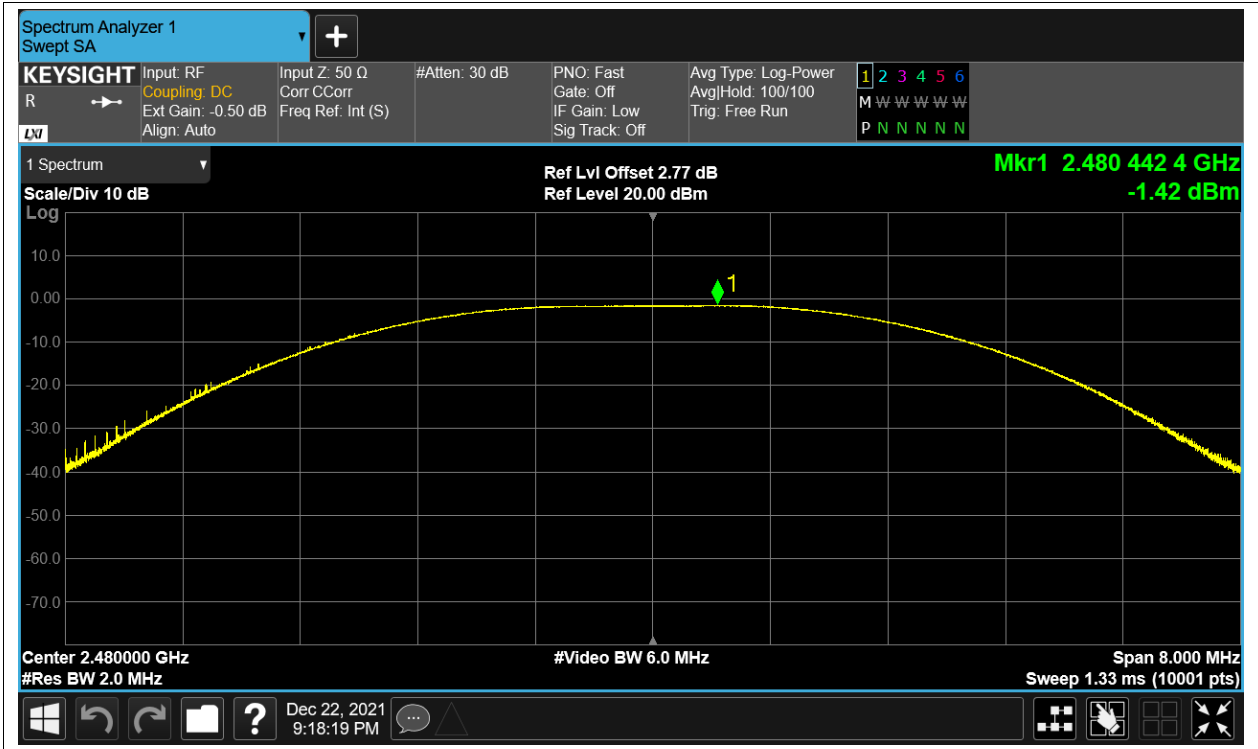 Spectrum Analyzer 1
Swept SA
KEYSIGHT
R
LXI
Input: RF
Coupling: DC
Ext Gain: -0.50 dB
Align: Auto
Input Z: 50 Ω
Corr CCorr
Freq Ref: Int (S)
#Atten: 30 dB
PNO: Fast
Gate: Off
IF Gain: Low
Sig Track: Off
Avg Type: Log-Power
Avg|Hold: 100/100
Trig: Free Run
1 2 3 4 5 6
M W W W W W
P N N N N N
1 Spectrum
Scale/Div 10 dB
Log
Ref Lvl Offset 2.77 dB
Ref Level 20.00 dBm
Mkr1 2.480 442 4 GHz
-1.42 dBm
1
10.0
0.00
-10.0
-20.0
-30.0
-40.0
-50.0
-60.0
-70.0
Center 2.480000 GHz
#Video BW 6.0 MHz
Span 8.000 MHz
#Res BW 2.0 MHz
Sweep 1.33 ms (10001 pts)
?
Dec 22, 2021
9:18:19 PM